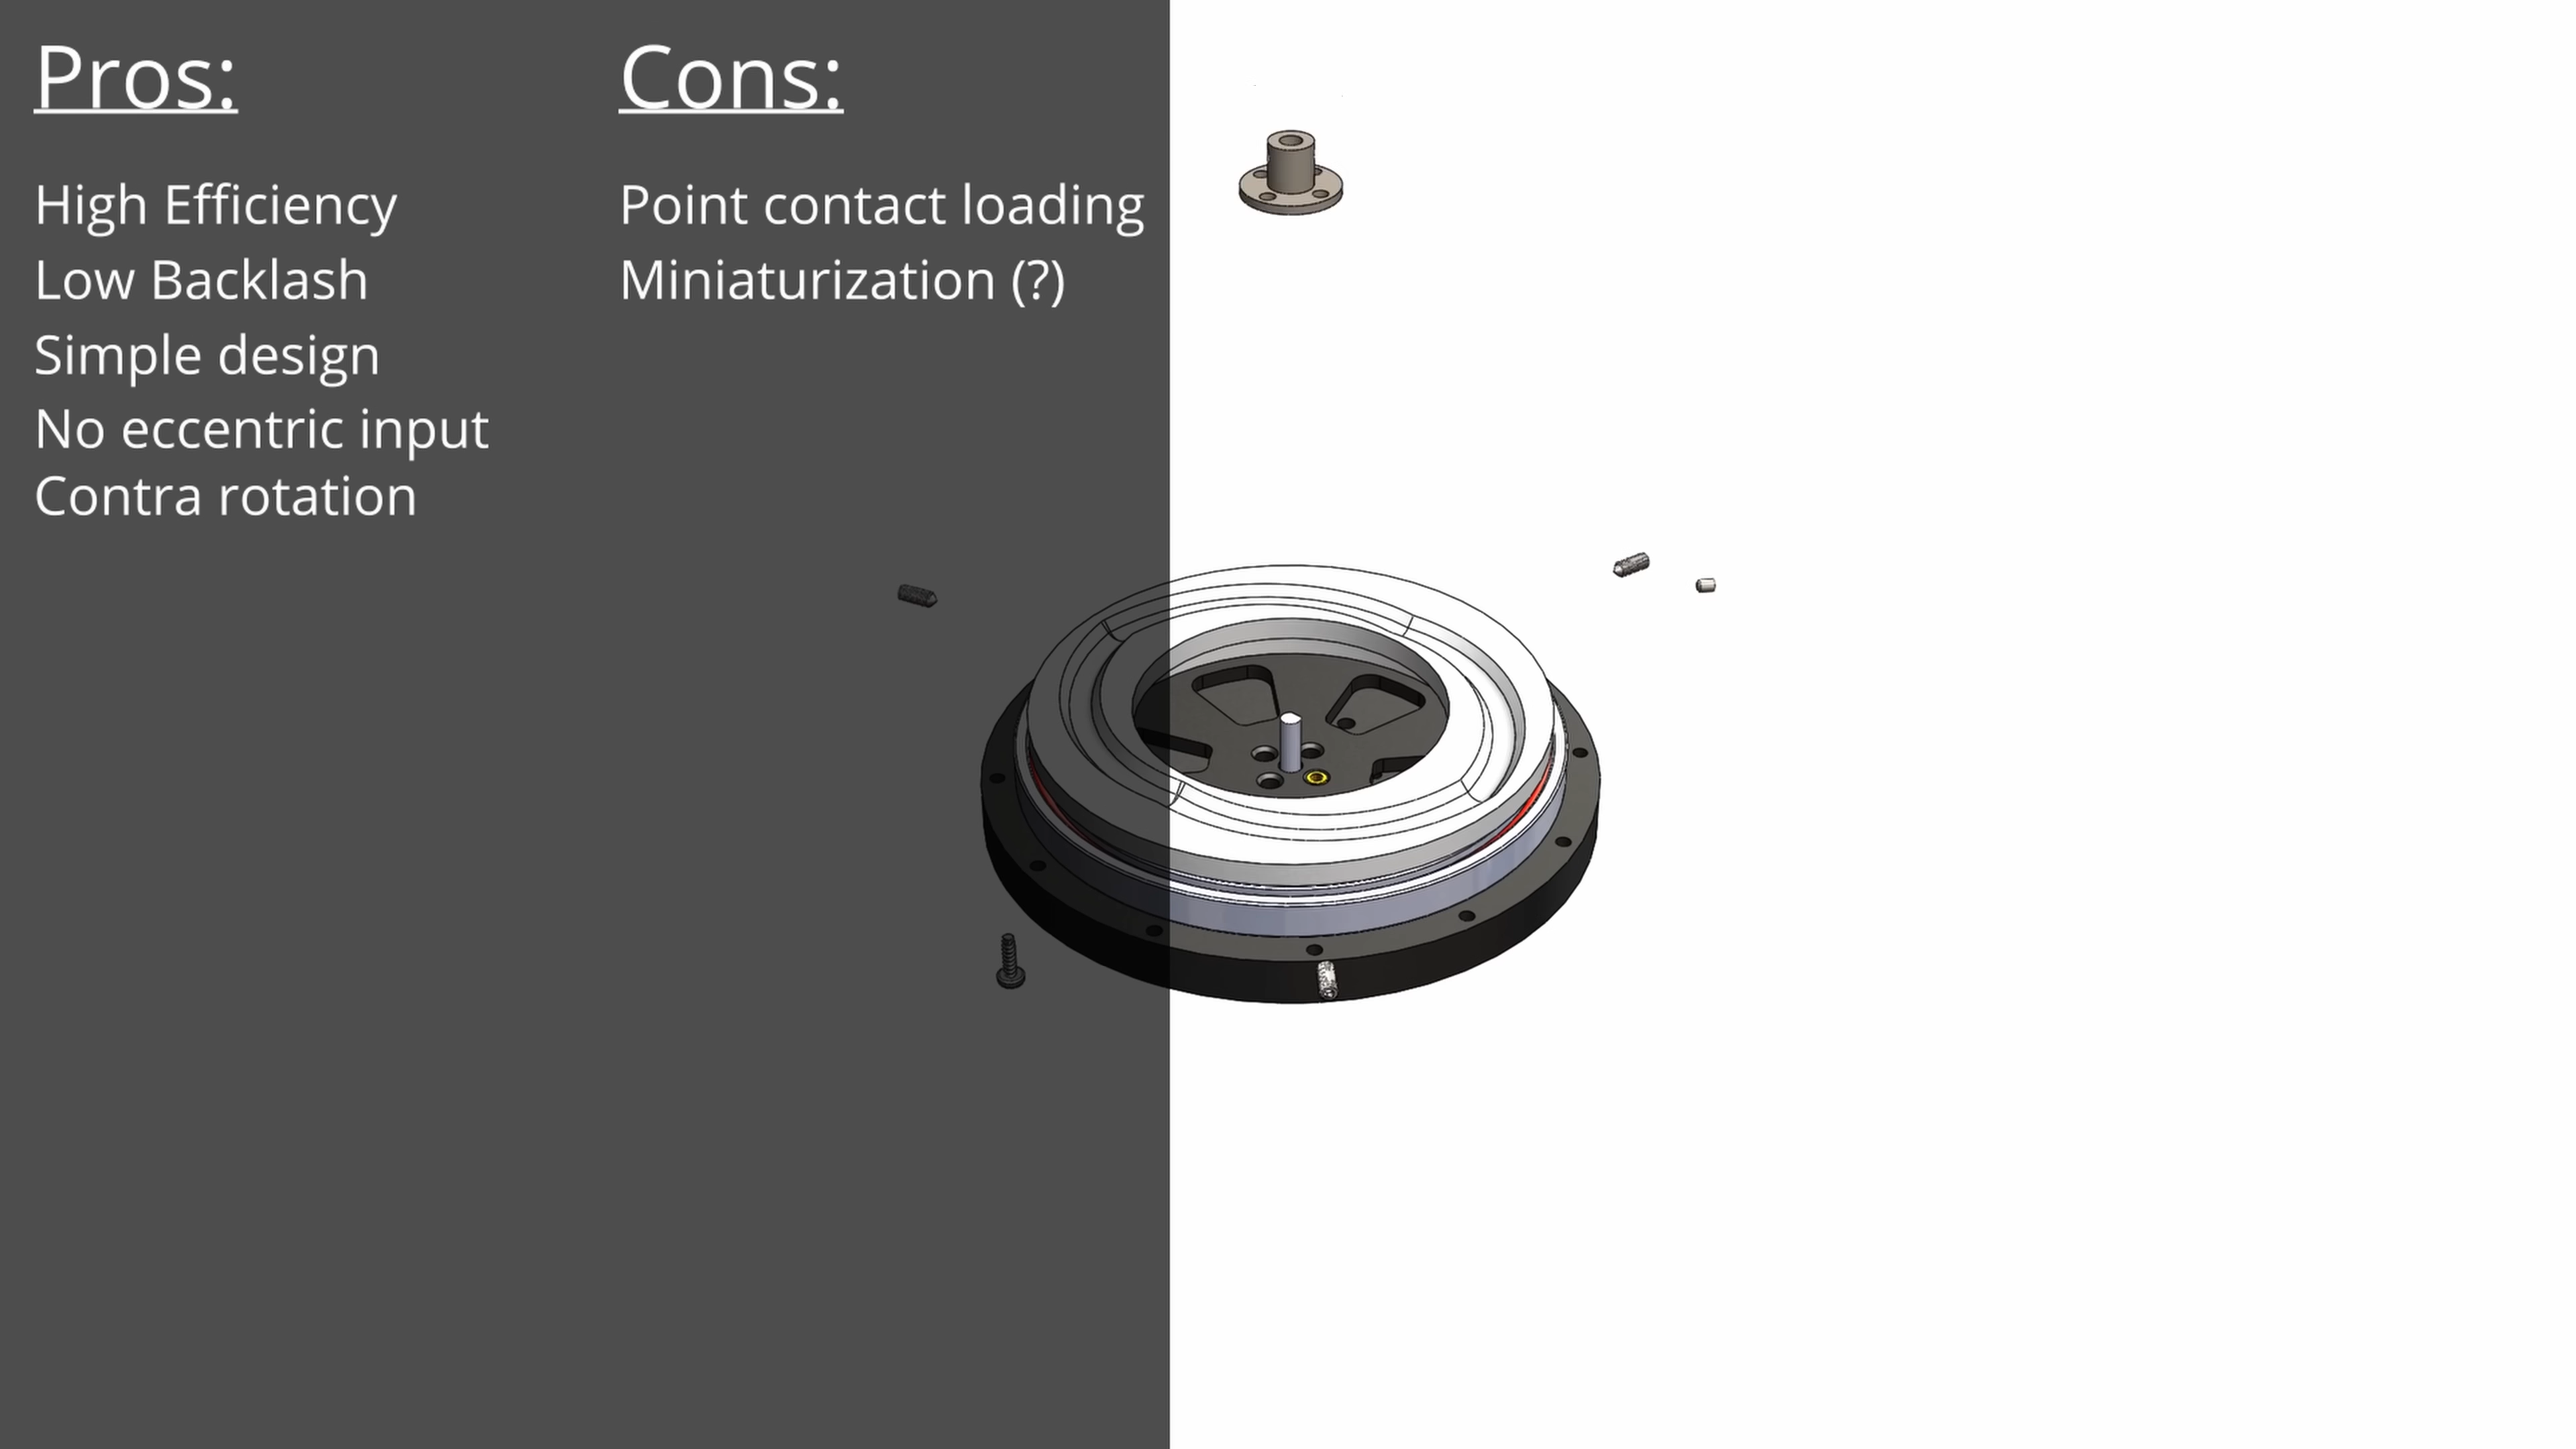 Pros:
High Efficiency
Low Backlash
Simple design
No eccentric input
Contra rotation
Cons:
Point contact loading
Miniaturization (?)